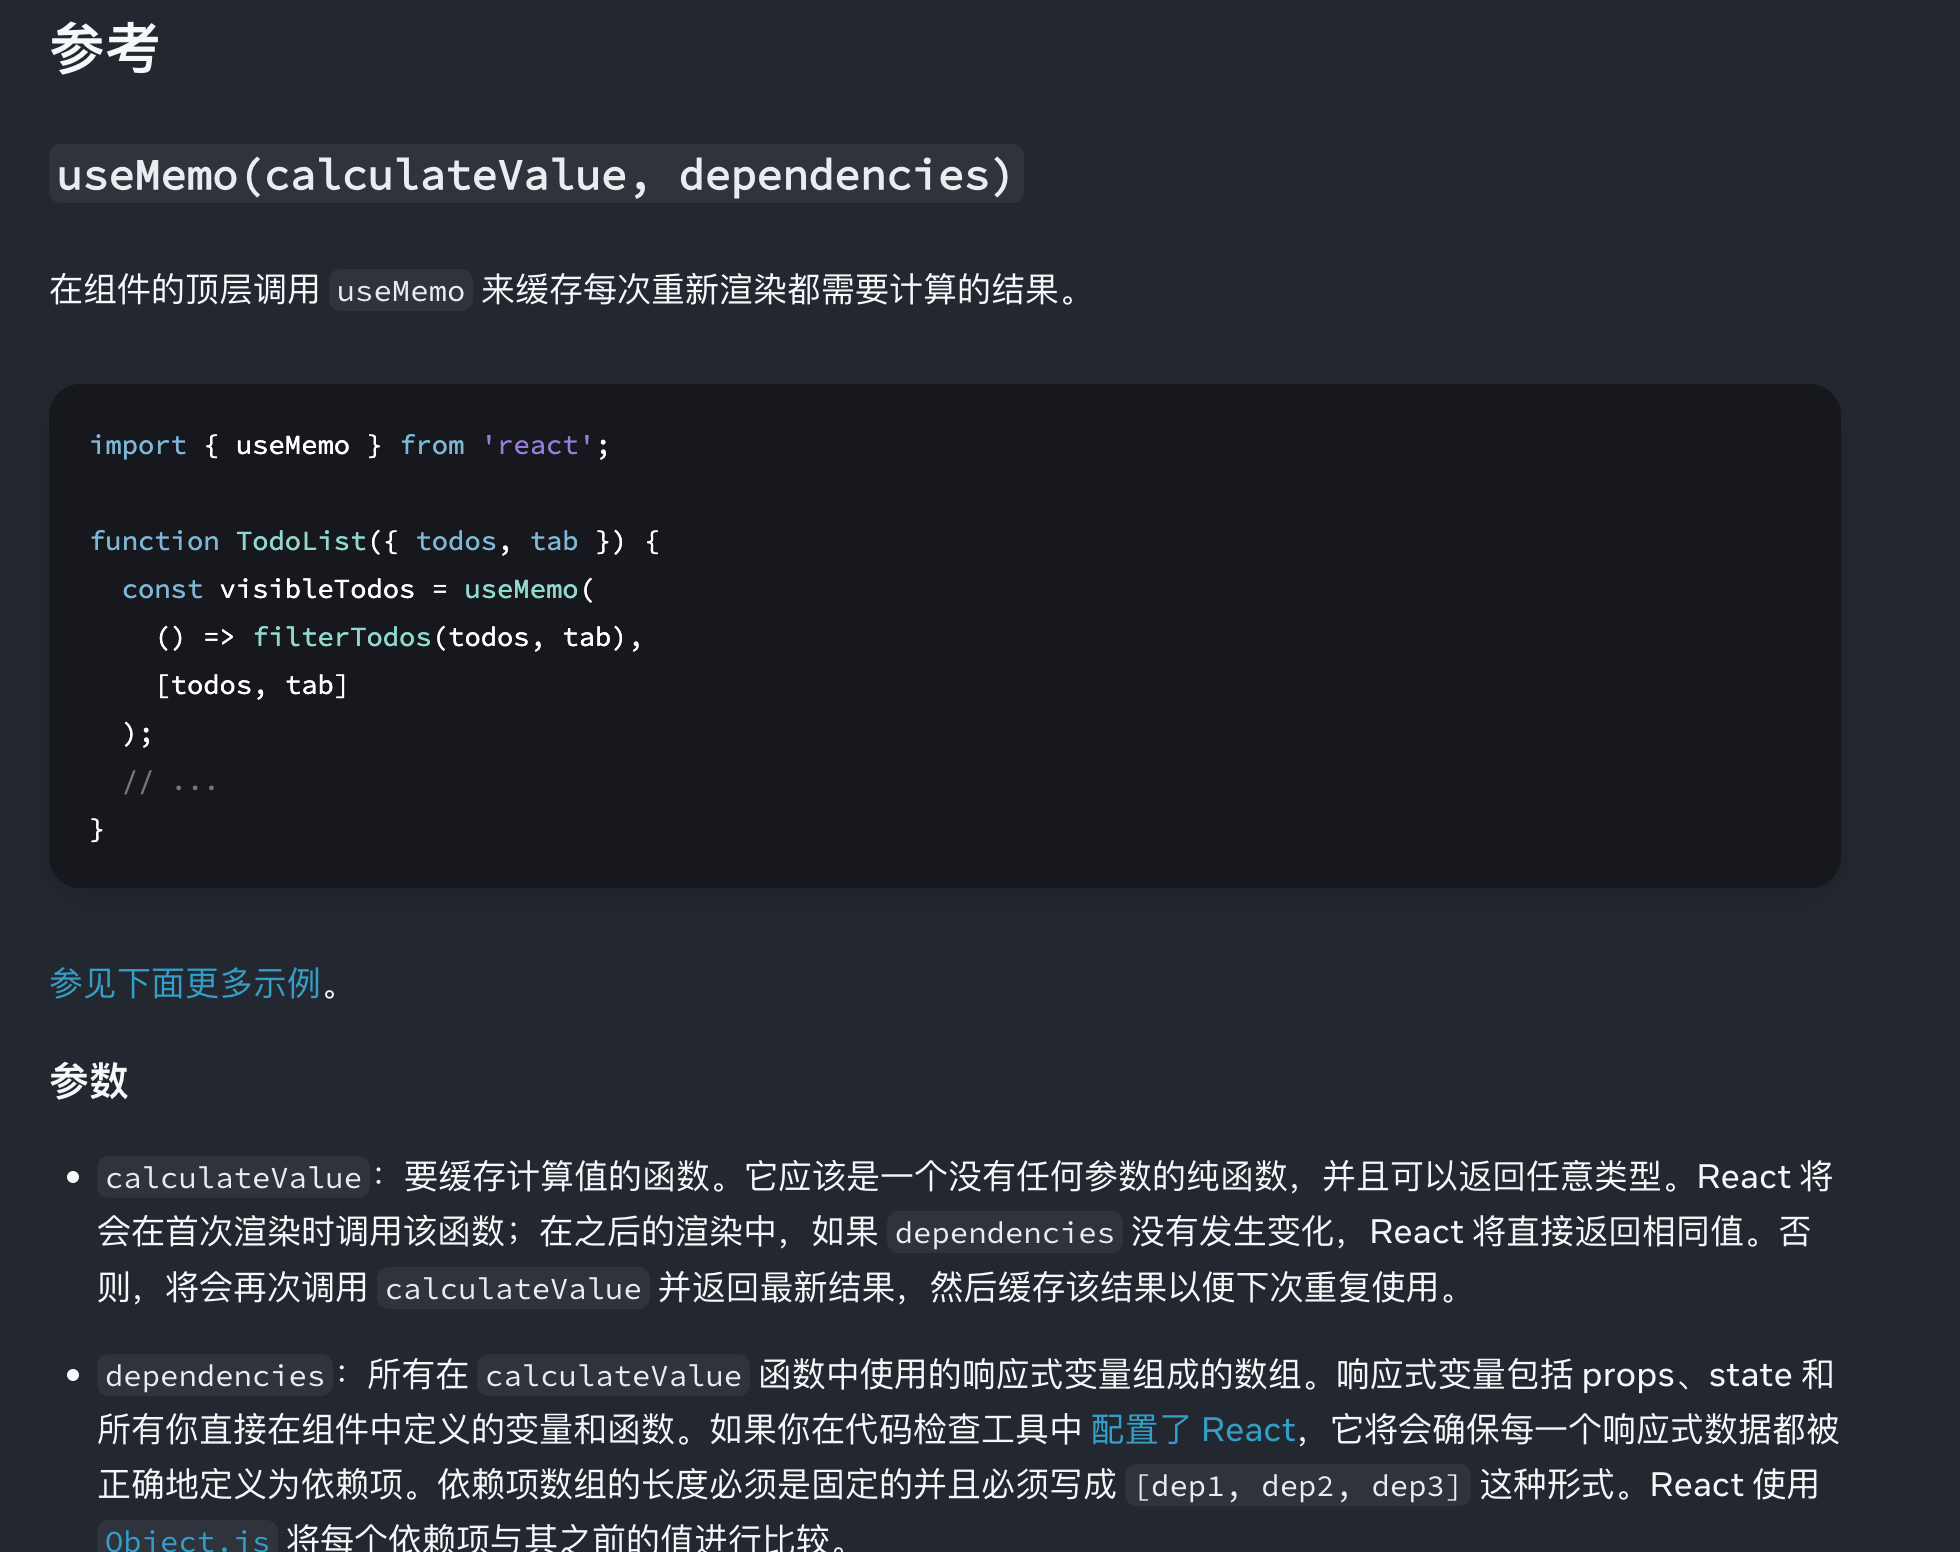 参考
useMemo(calculateValue, dependencies)
在组件的顶层调用 useMemo 来缓存每次重新渲染都需要计算的结果。
import { useMemo } from 'react';
function TodoList({ todos, tab }) {
  const visibleTodos = useMemo(
    () => filterTodos(todos, tab),
    [todos, tab]
  );
  // ...
}
参见下面更多示例。
参数
• calculateValue：要缓存计算值的函数。它应该是一个没有任何参数的纯函数，并且可以返回任意类型。React 将
会在首次渲染时调用该函数；在之后的渲染中，如果 dependencies 没有发生变化，React 将直接返回相同值。否
则，将会再次调用 calculateValue 并返回最新结果，然后缓存该结果以便下次重复使用。
• dependencies：所有在 calculateValue 函数中使用的响应式变量组成的数组。响应式变量包括 props、state 和
所有你直接在组件中定义的变量和函数。如果你在代码检查工具中 配置了 React，它将会确保每一个响应式数据都被
正确地定义为依赖项。依赖项数组的长度必须是固定的并且必须写成 [dep1, dep2, dep3] 这种形式。React 使用
Object.is 将每个依赖项与其之前的值进行比较。